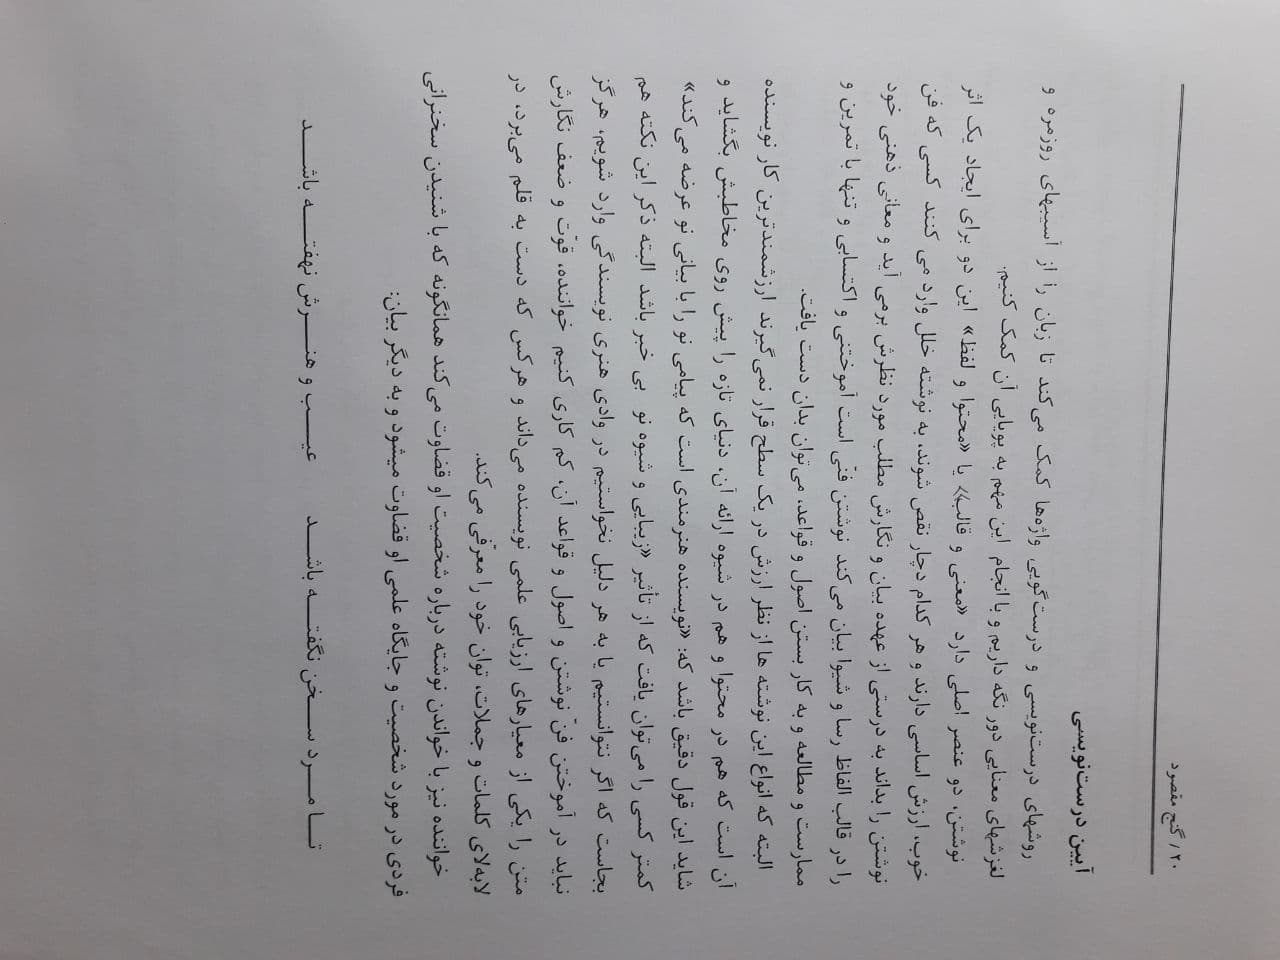 ۲۰ / گنج مقصود
آیین درست‌نویسی
روشهای درست‌نویسی و درست‌گویی واژه‌ها کمک می‌کند تا زبان را از آسیبهای روزمره و
لغزشهای معنایی دور نگه داریم و با انجام این مهم به پویایی آن کمک کنیم.
نوشتن، دو عنصر اصلی دارد «معنی و قالب» یا «محتوا و لفظ» این دو برای ایجاد یک اثر
خوب، ارزش اساسی دارند و هر کدام دچار نقص شوند، به نوشته خلل وارد می کنند کسی که فن
نوشتن را بداند به درستی از عهده بیان و نگارش مطلب مورد نظرش برمی آید و معانی ذهنی خود
را در قالب الفاظ رسا و شیوا بیان می‌کند نوشتن فنّی است آموختنی و اکتسابی و تنها با تمرین و
ممارست و مطالعه و به کار بستن اصول و قواعد، می‌توان بدان دست یافت.
البته که انواع این نوشته ها از نظر ارزش در یک سطح قرار نمی‌گیرند ارزشمندترین کار نویسنده
آن است که هم در محتوا و هم در شیوه ارائه آن، دنیای تازه را پیش روی مخاطبش بگشاید و
شاید این قول دقیق باشد که: «نویسنده هنرمندی است که پیامی نو را با بیانی نو عرضه می‌کند»
کمتر کسی را می‌توان یافت که از تأثیر «زیبایی و شیوه نو بی خبر باشد البته ذکر این نکته هم
بجاست که اگر نتوانستیم یا به هر دلیل نخواستیم در وادی هنری نویسندگی وارد شویم، هرگز
نباید در آموختن فنّ نوشتن و اصول و قواعد آن، کم کاری کنیم خواننده، قوّت و ضعف نگارش
متن را یکی از معیارهای ارزیابی علمی نویسنده می‌داند و هرکس که دست به قلم می‌برد، در
لابه‌لای کلمات و جملات، توان خود را معرّفی می‌کند.
خواننده نیز با خواندن نوشته درباره شخصیت او قضاوت می‌کند همانگونه که با شنیدن سخنرانی
فردی در مورد شخصیت و جایگاه علمی او قضاوت میشود و به دیگر بیان:
تا مرد سخن نگفته باشد عیب و هنرش نهفته باشد